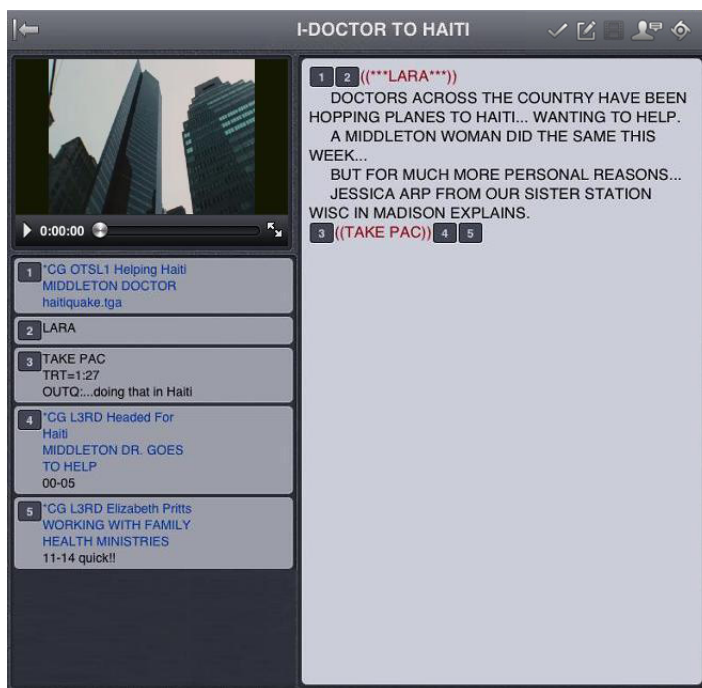 I-DOCTOR TO HAITI
0:00:00
1 *CG OTSL1 Helping Haiti
MIDDLETON DOCTOR
haitiquake.tga
2 LARA
3 TAKE PAC
TRT=1:27
OUTQ:...doing that in Haiti
4 *CG L3RD Headed For
Haiti
MIDDLETON DR. GOES
TO HELP
00-05
5 *CG L3RD Elizabeth Pritts
WORKING WITH FAMILY
HEALTH MINISTRIES
11-14 quick!!
1 2 ((***LARA***))
DOCTORS ACROSS THE COUNTRY HAVE BEEN
HOPPING PLANES TO HAITI... WANTING TO HELP.
A MIDDLETON WOMAN DID THE SAME THIS
WEEK...
BUT FOR MUCH MORE PERSONAL REASONS...
JESSICA ARP FROM OUR SISTER STATION
WISC IN MADISON EXPLAINS.
3 ((TAKE PAC)) 4 5